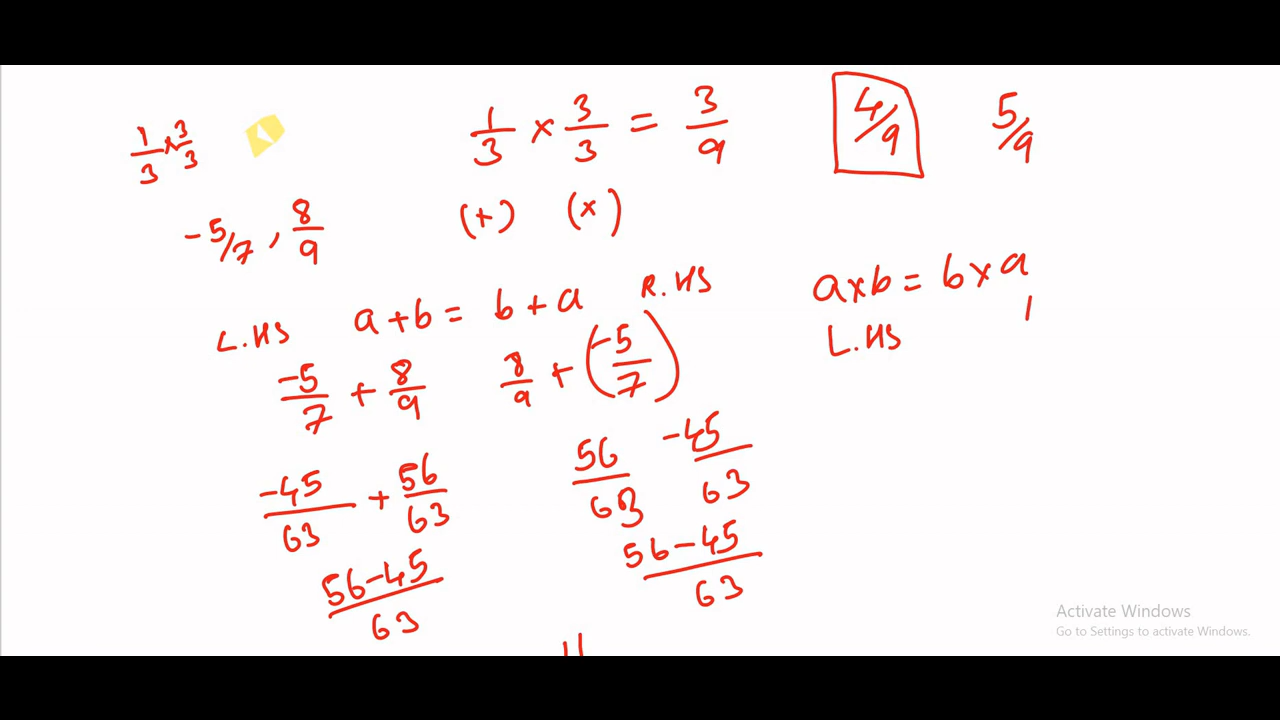 1/3 × 3/3
1/3 × 3/3 = 3/9
4/9
5/9
-5/7 , 8/9
(+) (×)
a+b = b+a
R.HS
L.HS
a×b = b×a
L.HS
-5/7 + 8/9
8/9 + (-5/7)
-45/63 + 56/63
56/63 -45/63
56-45/63
56-45/63
Activate Windows
Go to Settings to activate Windows.